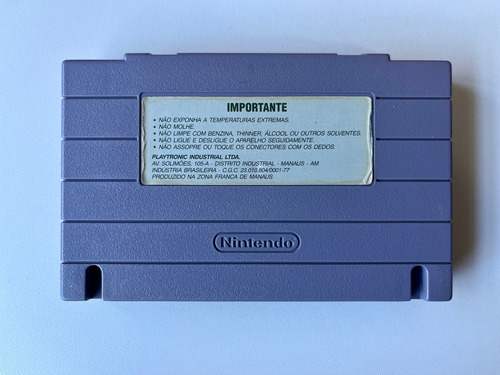 IMPORTANTE
• NÃO EXPONHA A TEMPERATURAS EXTREMAS.
• NÃO MOLHE.
• NÃO LIMPE COM BENZINA, THINNER, ÁLCOOL OU OUTROS SOLVENTES.
• NÃO LIGUE E DESLIGUE O APARELHO SEGUIDAMENTE.
• NÃO ASSOPRE OU TOQUE OS CONECTORES COM OS DEDOS.
PLAYTRONIC INDUSTRIAL LTDA.
AV. SOLIMÕES, 105-A - DISTRITO INDUSTRIAL - MANAUS - AM
INDÚSTRIA BRASILEIRA - C.G.C. 23.010.804/0001-77
PRODUZIDO NA ZONA FRANCA DE MANAUS
Nintendo